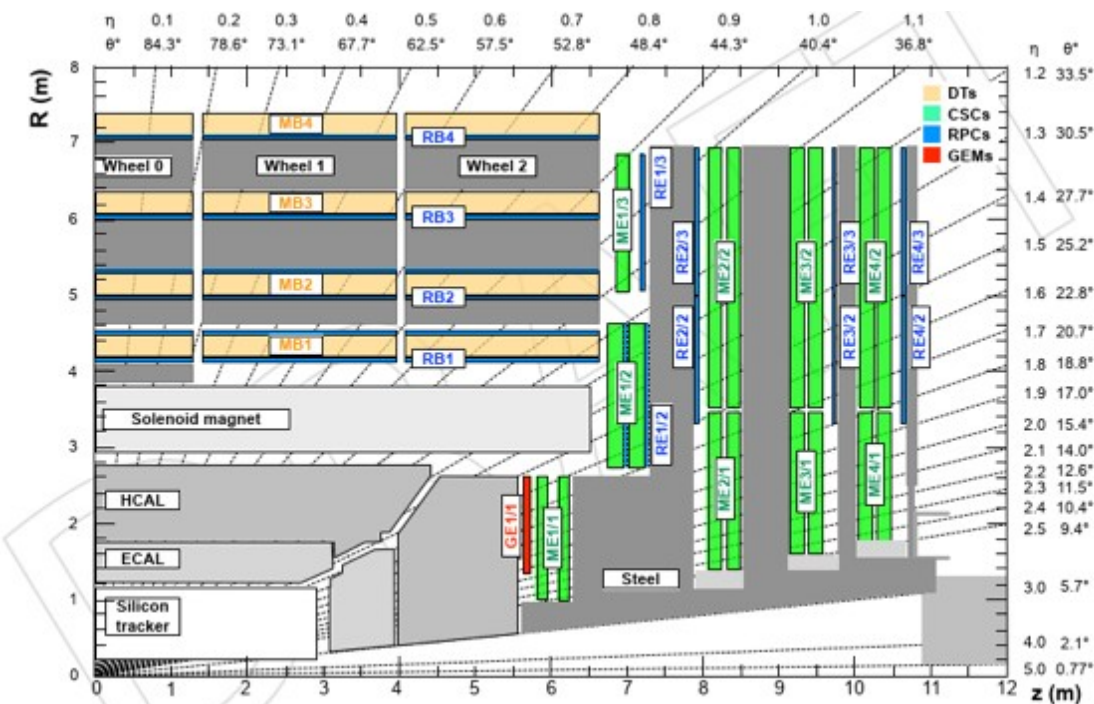 η 0.1 0.2 0.3 0.4 0.5 0.6 0.7 0.8 0.9 1.0 1.1 η θ°
θ° 84.3° 78.6° 73.1° 67.7° 62.5° 57.5° 52.8° 48.4° 44.3° 40.4° 36.8°
R (m)
8
7
6
5
4
3
2
1
0
1.2 33.5°
1.3 30.5°
1.4 27.7°
1.5 25.2°
1.6 22.8°
1.7 20.7°
1.8 18.8°
1.9 17.0°
2.0 15.4°
2.1 14.0°
2.2 12.6°
2.3 11.5°
2.4 10.4°
2.5 9.4°
3.0 5.7°
4.0 2.1°
5.0 0.77°
DTs
CSCs
RPCs
GEMs
MB4
RB4
Wheel 0
Wheel 1
Wheel 2
MB3
RB3
MB2
RB2
MB1
RB1
Solenoid magnet
HCAL
ECAL
Silicon
tracker
Steel
GE1/1
ME1/1
ME1/2
ME1/3
RE1/3
RE1/2
RE2/3
RE2/2
ME2/2
ME2/1
ME3/2
ME3/1
RE3/3
RE3/2
ME4/2
ME4/1
RE4/3
RE4/2
0 1 2 3 4 5 6 7 8 9 10 11 12
z (m)